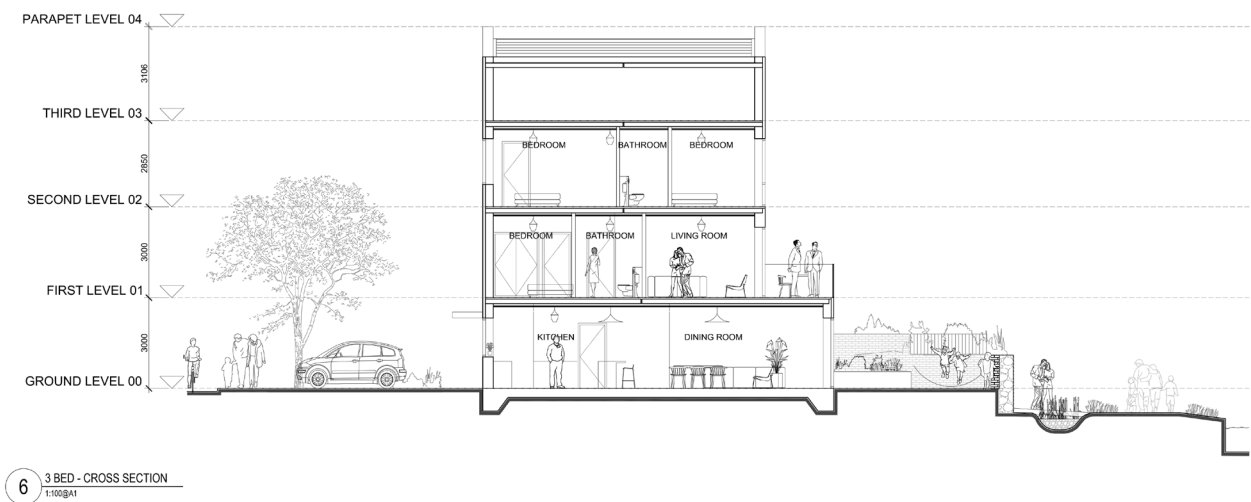 PARAPET LEVEL 04
3106
THIRD LEVEL 03
2850
BEDROOM BATHROOM BEDROOM
SECOND LEVEL 02
3000
BEDROOM BATHROOM LIVING ROOM
FIRST LEVEL 01
3000
KITCHEN DINING ROOM
GROUND LEVEL 00
6
3 BED - CROSS SECTION
1:100@A1